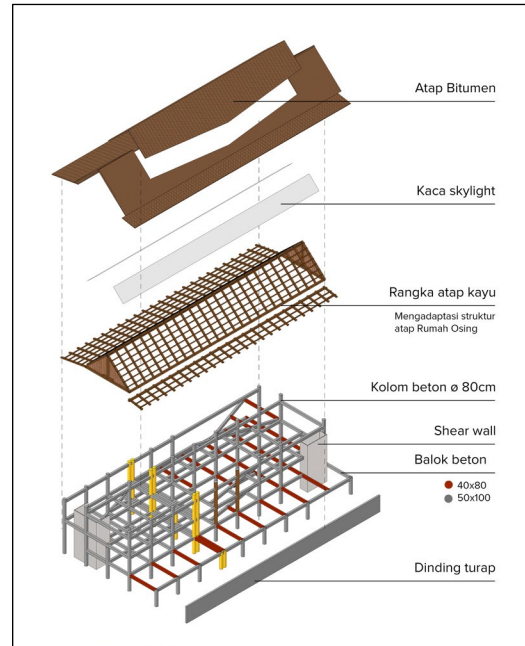 Atap Bitumen
Kaca skylight
Rangka atap kayu
Mengadaptasi struktur
atap Rumah Osing
Kolom beton ø 80cm
Shear wall
Balok beton
40x80
50x100
Dinding turap